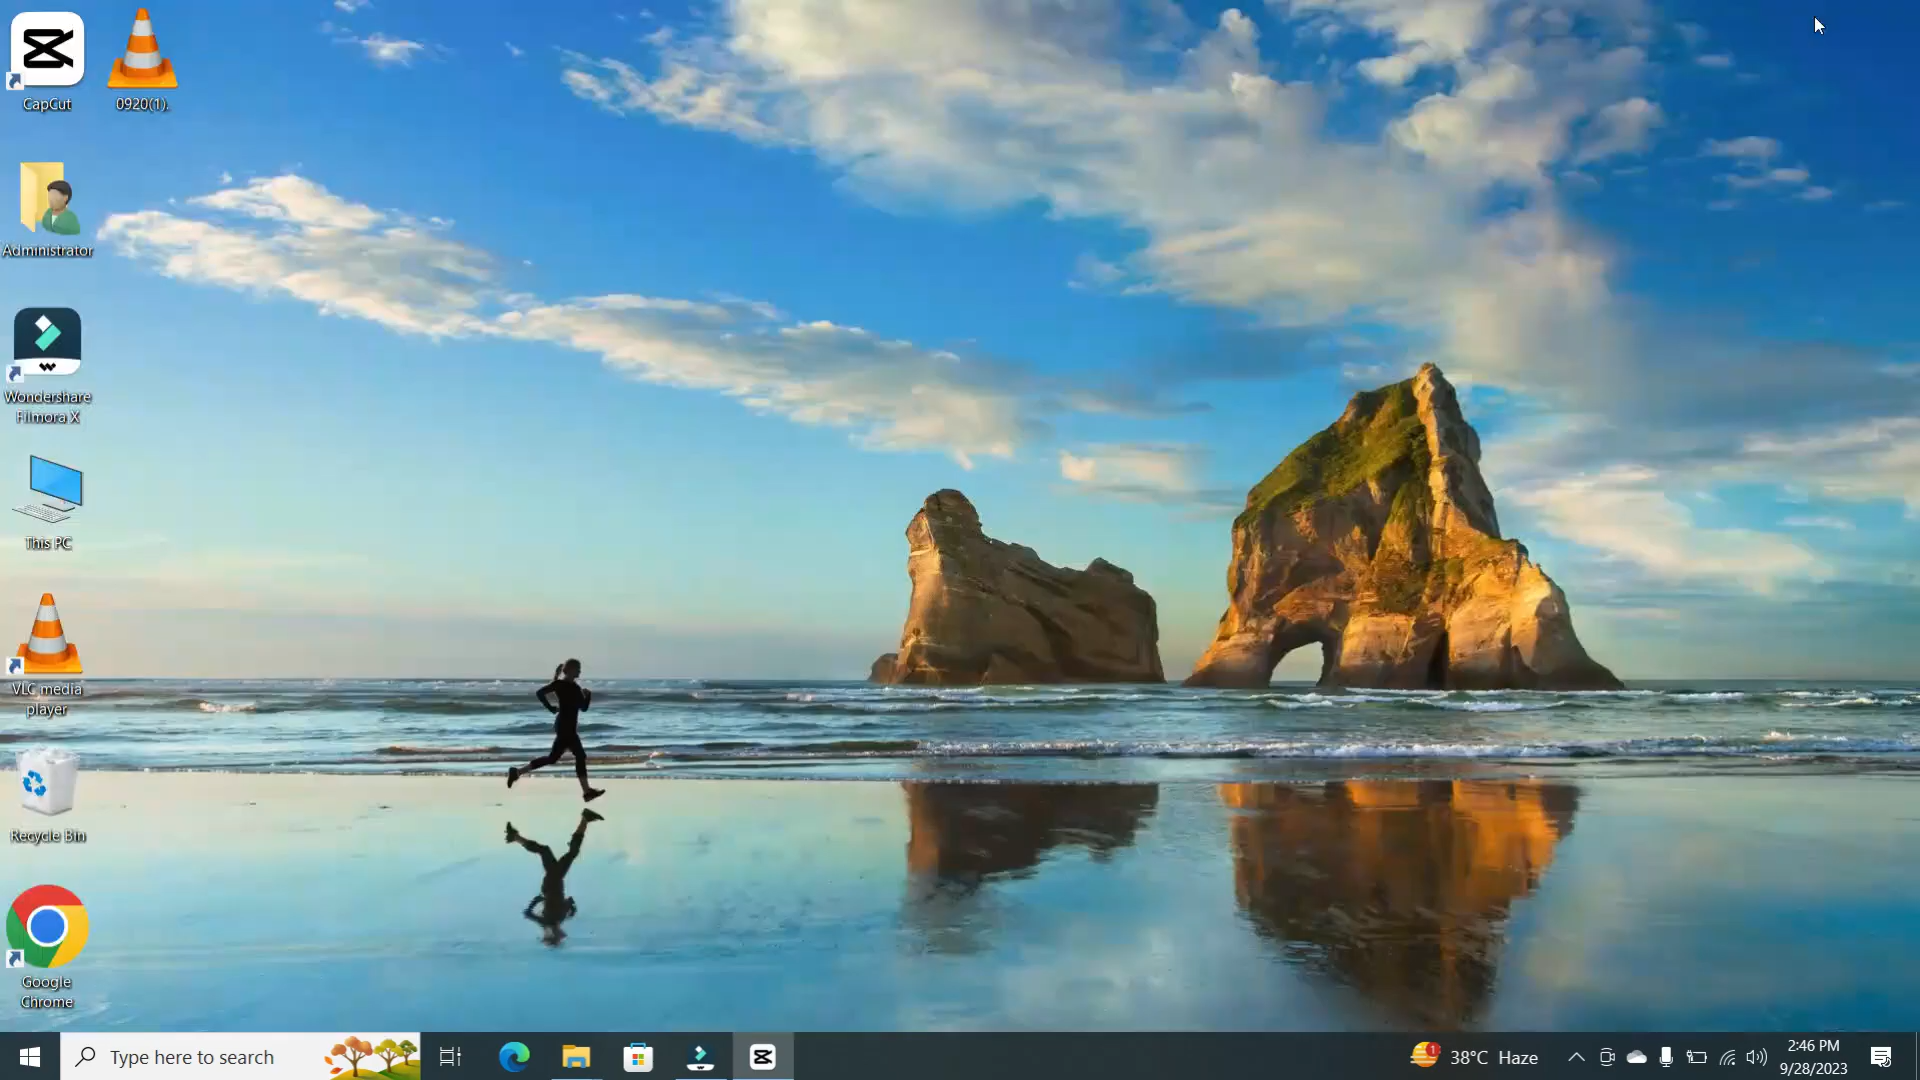 CapCut
0920(1).
Administrator
Wondershare
Filmora X
This PC
VLC media
player
Recycle Bin
Google
Chrome
Type here to search
1
38°C Haze
2:46 PM
9/28/2023